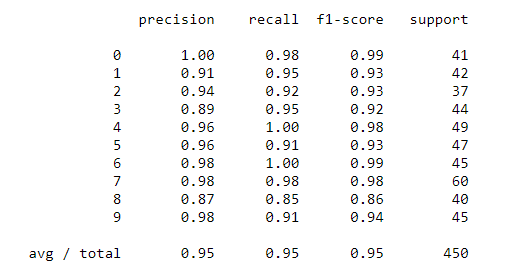 precision recall f1-score support
0 1.00 0.98 0.99 41
1 0.91 0.95 0.93 42
2 0.94 0.92 0.93 37
3 0.89 0.95 0.92 44
4 0.96 1.00 0.98 49
5 0.96 0.91 0.93 47
6 0.98 1.00 0.99 45
7 0.98 0.98 0.98 60
8 0.87 0.85 0.86 40
9 0.98 0.91 0.94 45
avg / total 0.95 0.95 0.95 450